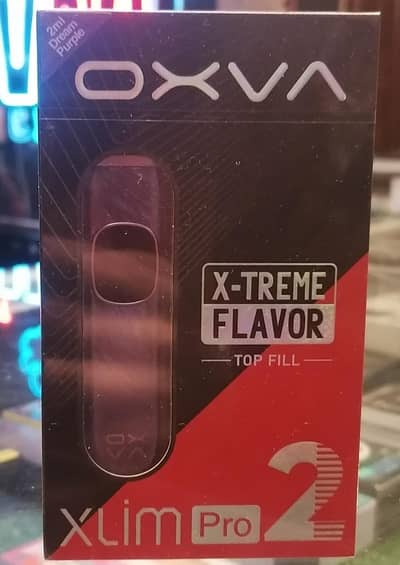 2ml
Dream
Purple
OXVA
X-TREME
FLAVOR
TOP FILL
OXVA
XLIM Pro 2